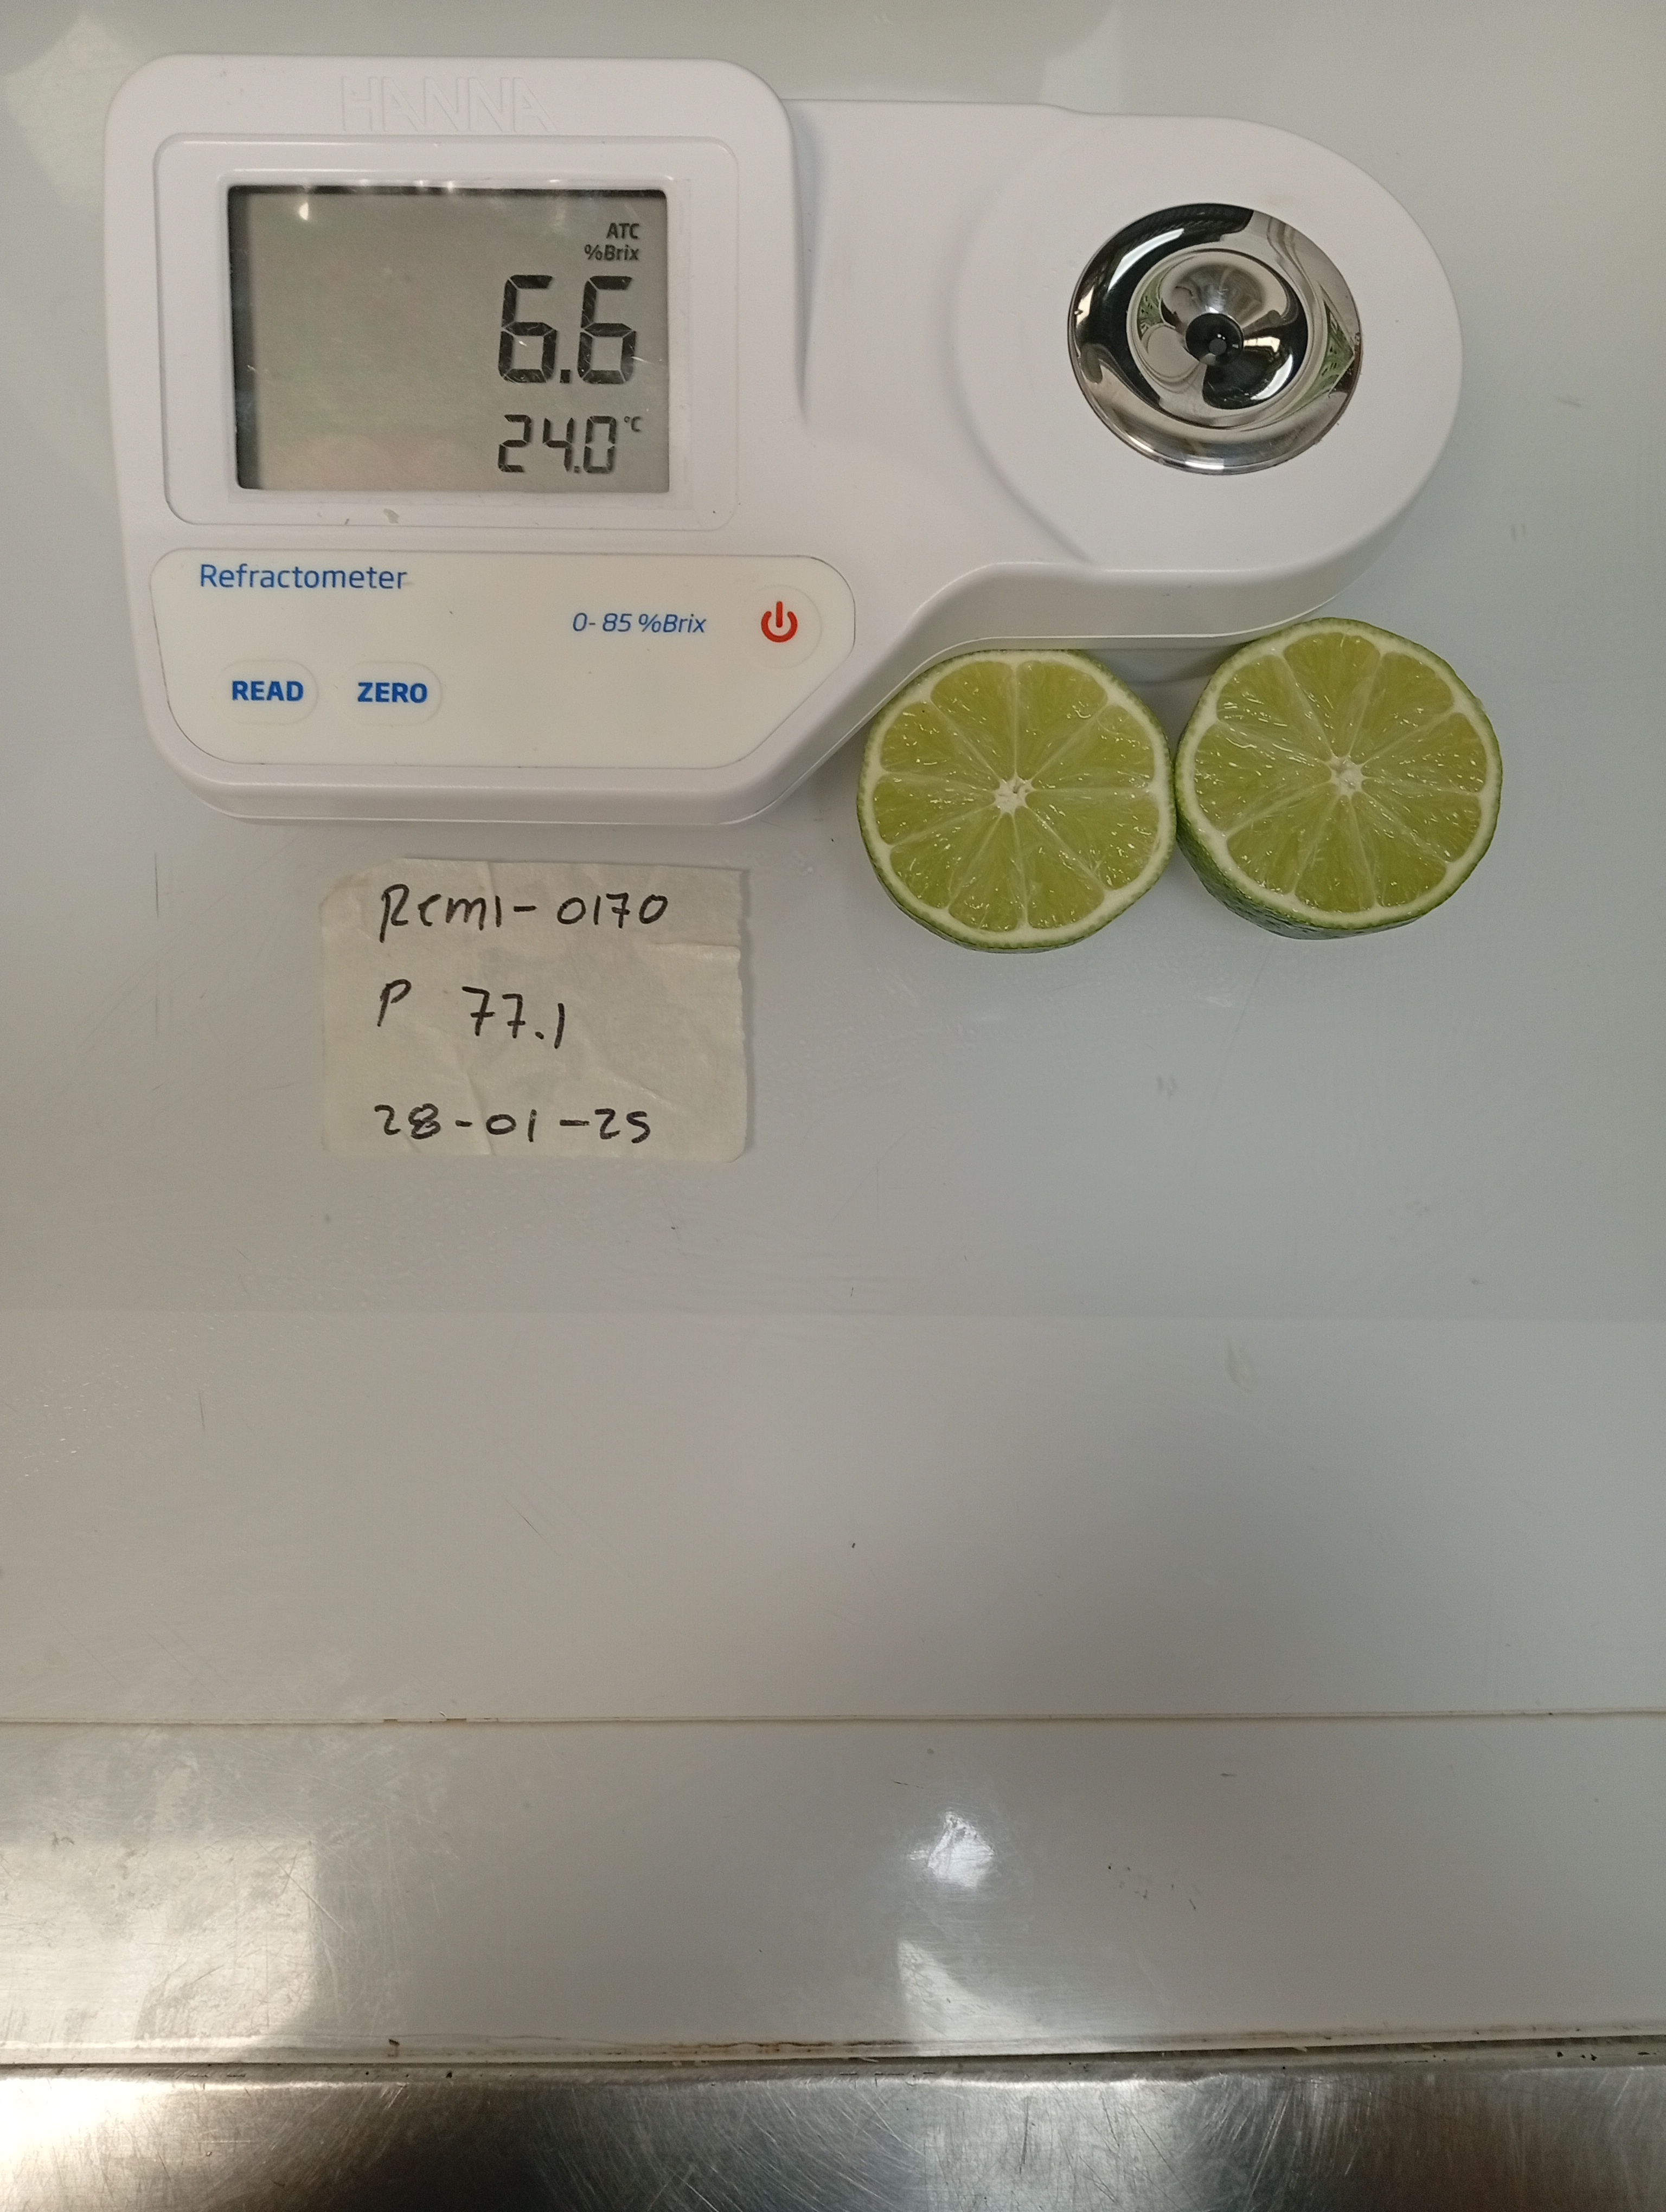 HANNA
ATC
%Brix
6.6
24.0 °C
Refractometer
0-85 %Brix
READ ZERO
Remi-0170
P 77.1
28-01-25